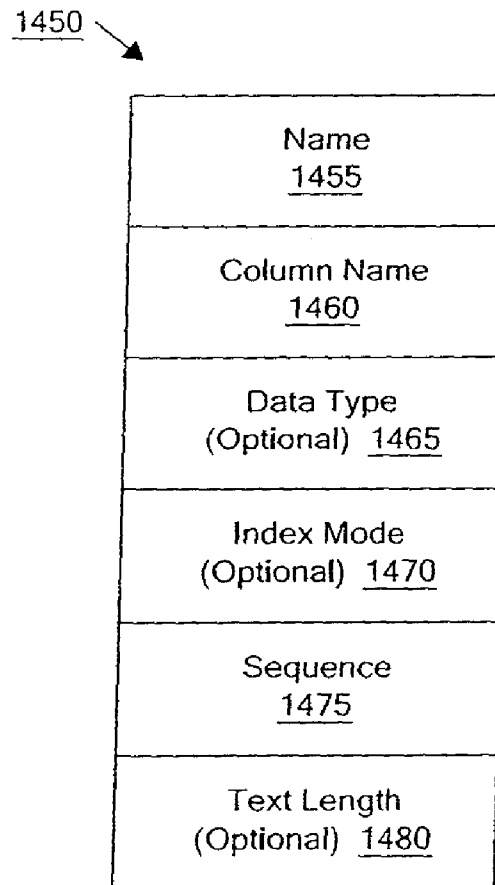 1450
Name
1455
Column Name
1460
Data Type
(Optional) 1465
Index Mode
(Optional) 1470
Sequence
1475
Text Length
(Optional) 1480